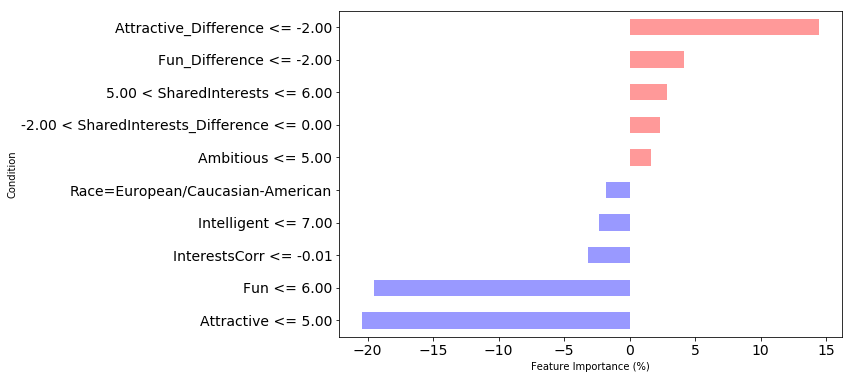 Attractive_Difference <= -2.00
Fun_Difference <= -2.00
5.00 < SharedInterests <= 6.00
-2.00 < SharedInterests_Difference <= 0.00
Ambitious <= 5.00
Race=European/Caucasian-American
Intelligent <= 7.00
InterestsCorr <= -0.01
Fun <= 6.00
Attractive <= 5.00
Condition
−20 −15 −10 −5 0 5 10 15
Feature Importance (%)